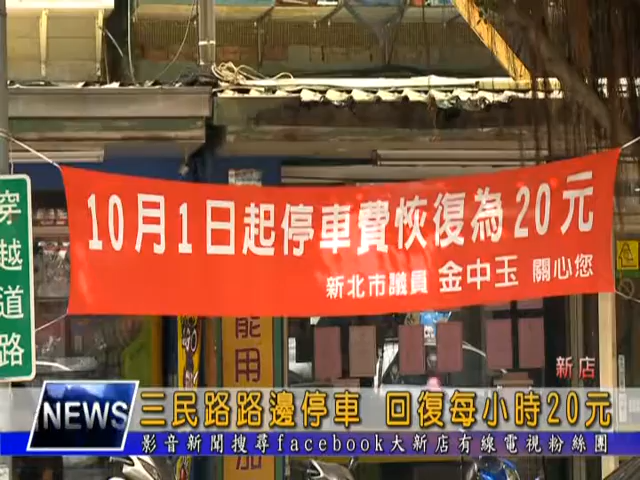 10月1日起停車費恢復為20元
新北市議員 金中玉 關心您
穿越道路
能用
新店
NEWS
三民路路邊停車 回復每小時20元
影音新聞搜尋facebook大新店有線電視粉絲團